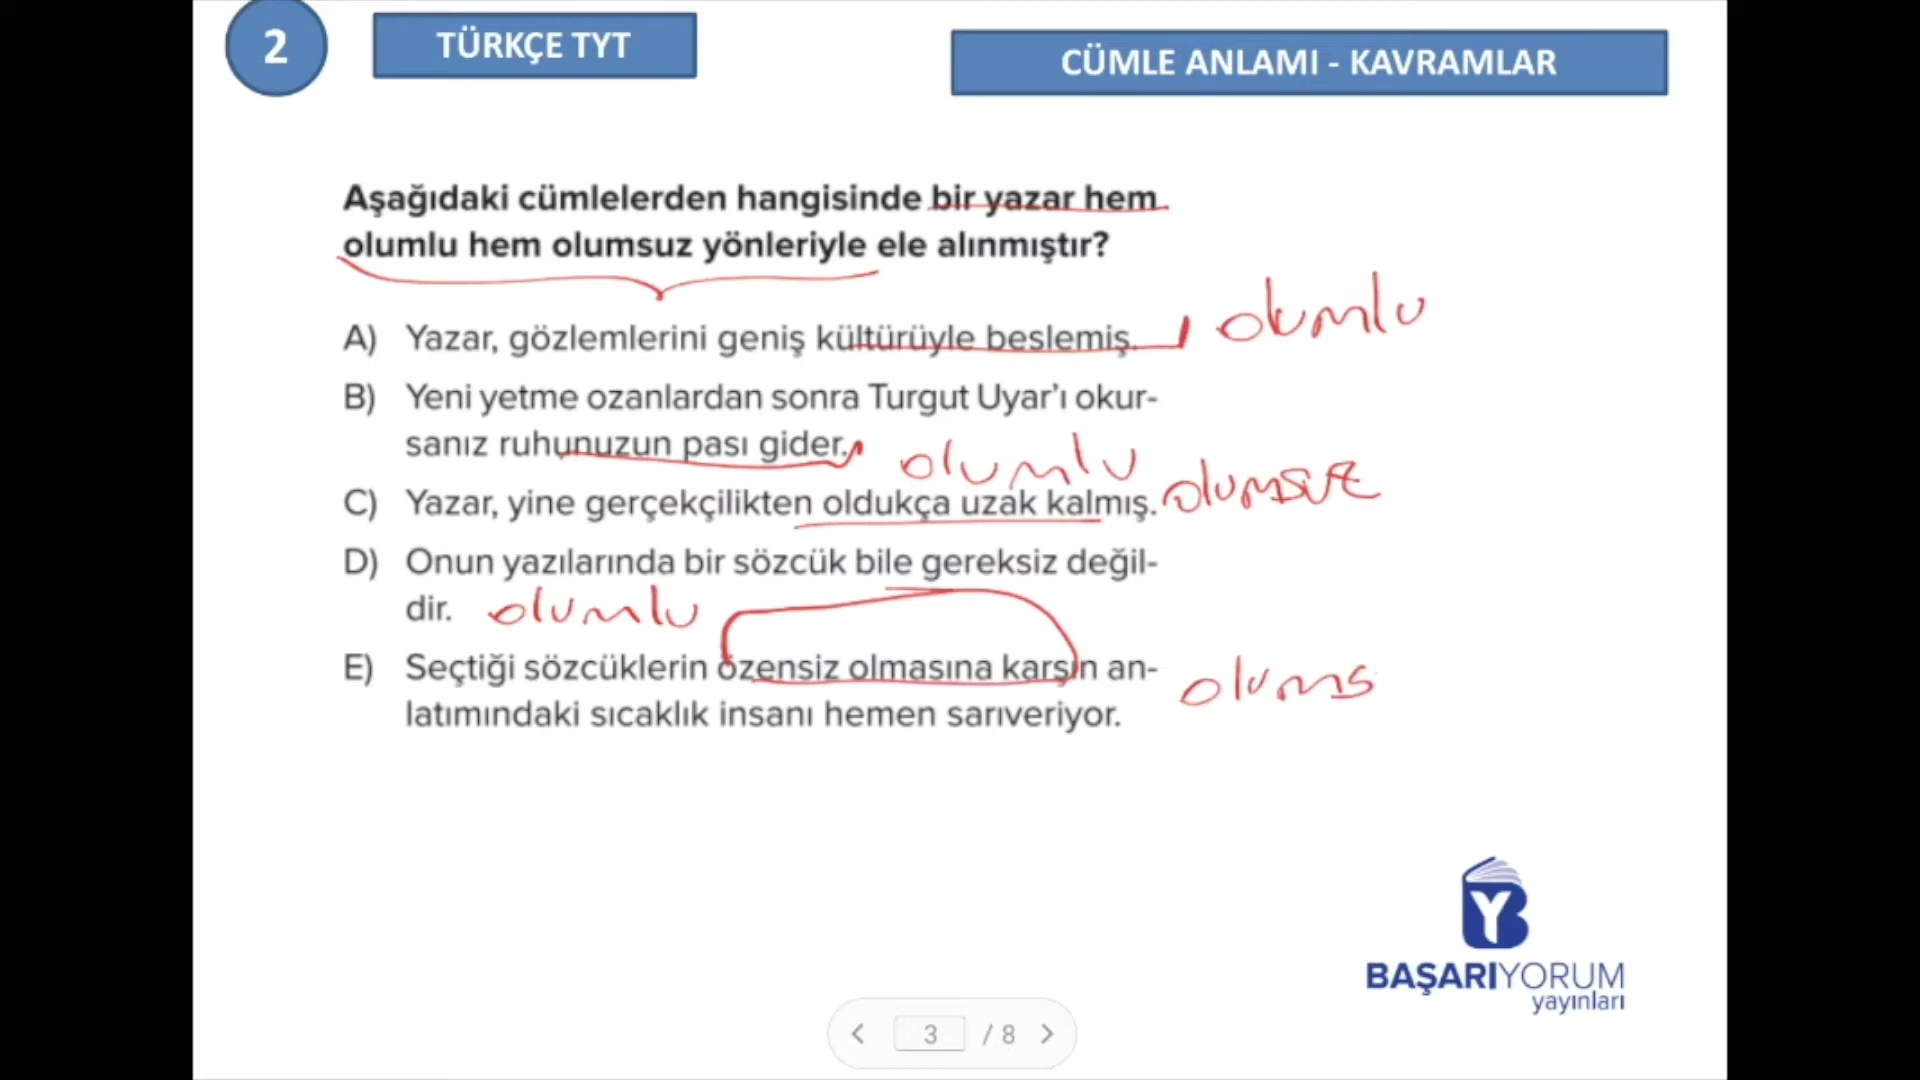 2
TÜRKÇE TYT
CÜMLE ANLAMI - KAVRAMLAR
Aşağıdaki cümlelerden hangisinde bir yazar hem
olumlu hem olumsuz yönleriyle ele alınmıştır?
A) Yazar, gözlemlerini geniş kültürüyle beslemiş. olumlu
B) Yeni yetme ozanlardan sonra Turgut Uyar'ı okur-
sanız ruhunuzun pası gider. olumlu
C) Yazar, yine gerçekçilikten oldukça uzak kalmış. olumsuz
D) Onun yazılarında bir sözcük bile gereksiz değil-
dir. olumlu
E) Seçtiği sözcüklerin özensiz olmasına karşın an- olums
latımındaki sıcaklık insanı hemen sarıveriyor.
YB
BAŞARIYORUM
yayınları
< 3 / 8 >